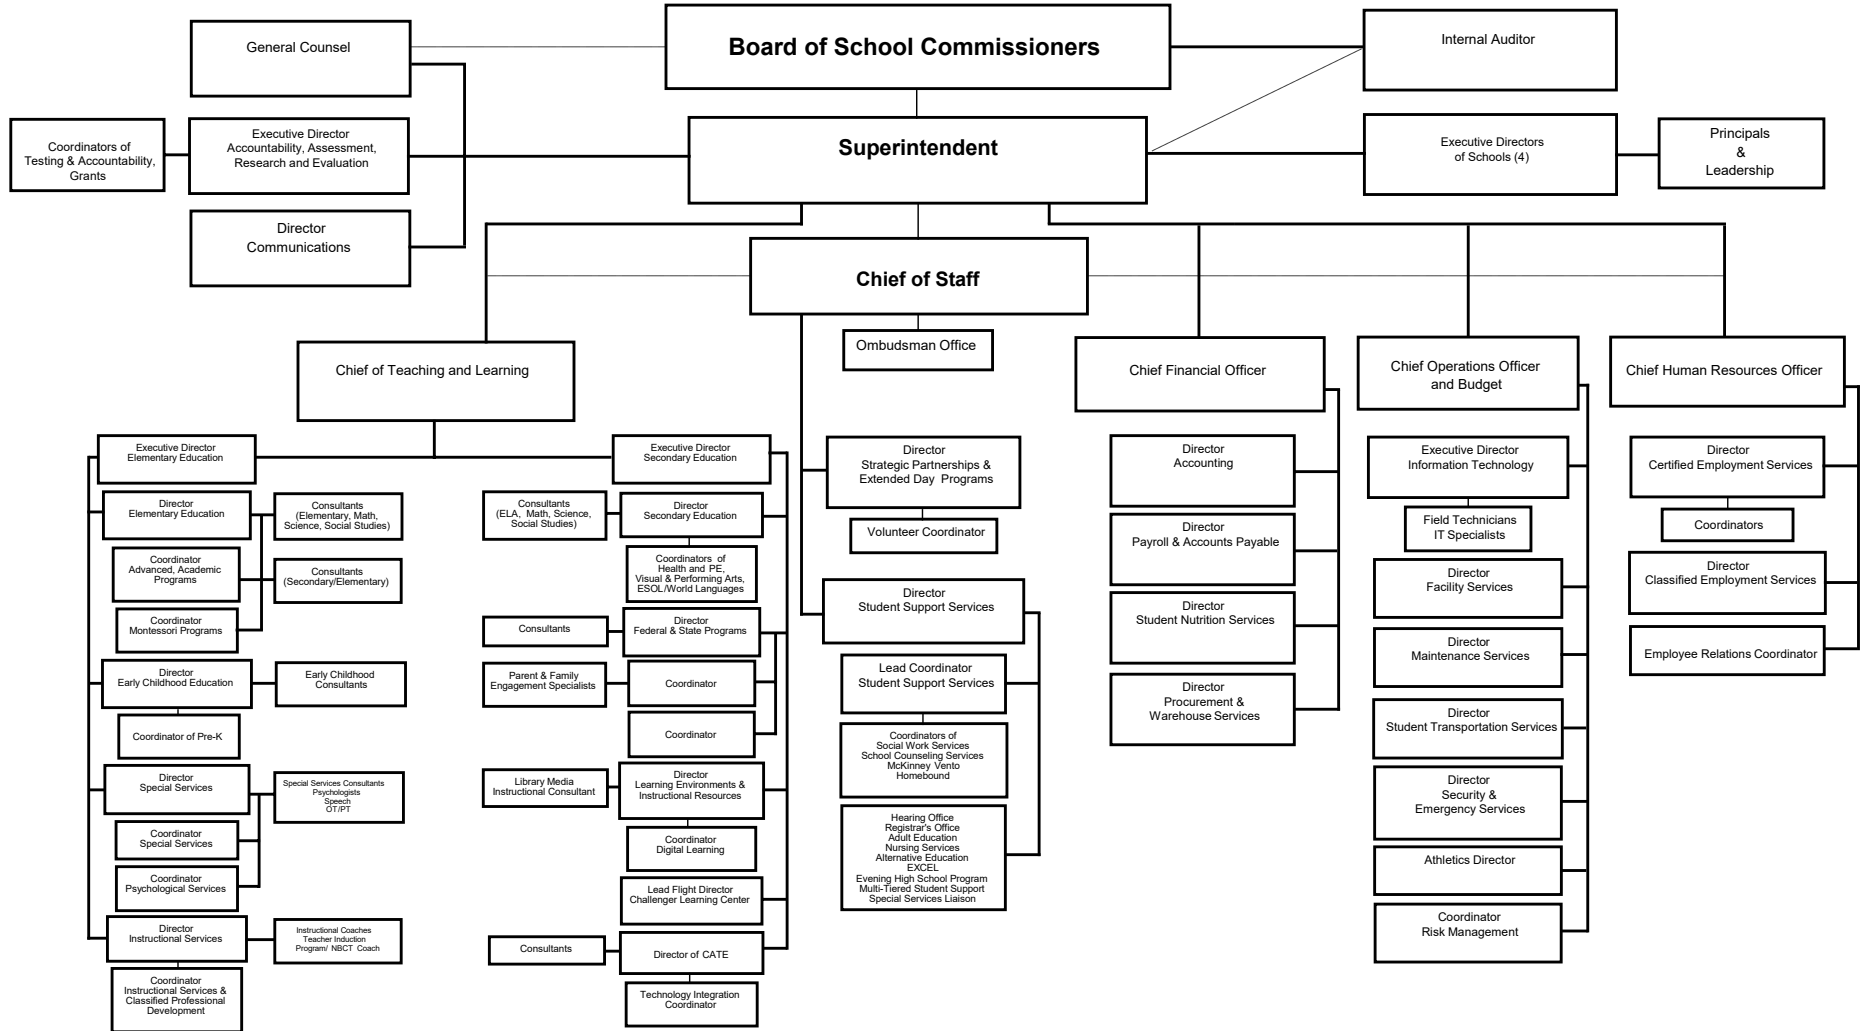 General Counsel
Board of School Commissioners
Internal Auditor
Coordinators of
Testing & Accountability,
Grants
Executive Director
Accountability, Assessment,
Research and Evaluation
Superintendent
Executive Directors
of Schools (4)
Principals
&
Leadership
Director
Communications
Chief of Staff
Ombudsman Office
Chief of Teaching and Learning
Chief Financial Officer
Chief Operations Officer
and Budget
Chief Human Resources Officer
Executive Director
Elementary Education
Director
Elementary Education
Consultants
(Elementary, Math,
Science, Social Studies)
Coordinator
Advanced, Academic
Programs
Consultants
(Secondary/Elementary)
Coordinator
Montessori Programs
Director
Early Childhood Education
Early Childhood
Consultants
Coordinator of Pre-K
Director
Special Services
Special Services Consultants
Psychologists
Speech
OT/PT
Coordinator
Special Services
Coordinator
Psychological Services
Director
Instructional Services
Instructional Coaches
Teacher Induction
Program/ NBCT Coach
Coordinator
Instructional Services &
Classified Professional
Development
Executive Director
Secondary Education
Consultants
(ELA, Math, Science,
Social Studies)
Director
Secondary Education
Coordinators of
Health and PE,
Visual & Performing Arts,
ESOL/World Languages
Consultants
Director
Federal & State Programs
Parent & Family
Engagement Specialists
Coordinator
Coordinator
Library Media
Instructional Consultant
Director
Learning Environments &
Instructional Resources
Coordinator
Digital Learning
Lead Flight Director
Challenger Learning Center
Consultants
Director of CATE
Technology Integration
Coordinator
Director
Strategic Partnerships &
Extended Day Programs
Volunteer Coordinator
Director
Student Support Services
Lead Coordinator
Student Support Services
Coordinators of
Social Work Services
School Counseling Services
McKinney Vento
Homebound
Hearing Office
Registrar's Office
Adult Education
Nursing Services
Alternative Education
EXCEL
Evening High School Program
Multi-Tiered Student Support
Special Services Liaison
Director
Accounting
Director
Payroll & Accounts Payable
Director
Student Nutrition Services
Director
Procurement &
Warehouse Services
Executive Director
Information Technology
Field Technicians
IT Specialists
Director
Facility Services
Director
Maintenance Services
Director
Student Transportation Services
Director
Security &
Emergency Services
Athletics Director
Coordinator
Risk Management
Director
Certified Employment Services
Coordinators
Director
Classified Employment Services
Employee Relations Coordinator